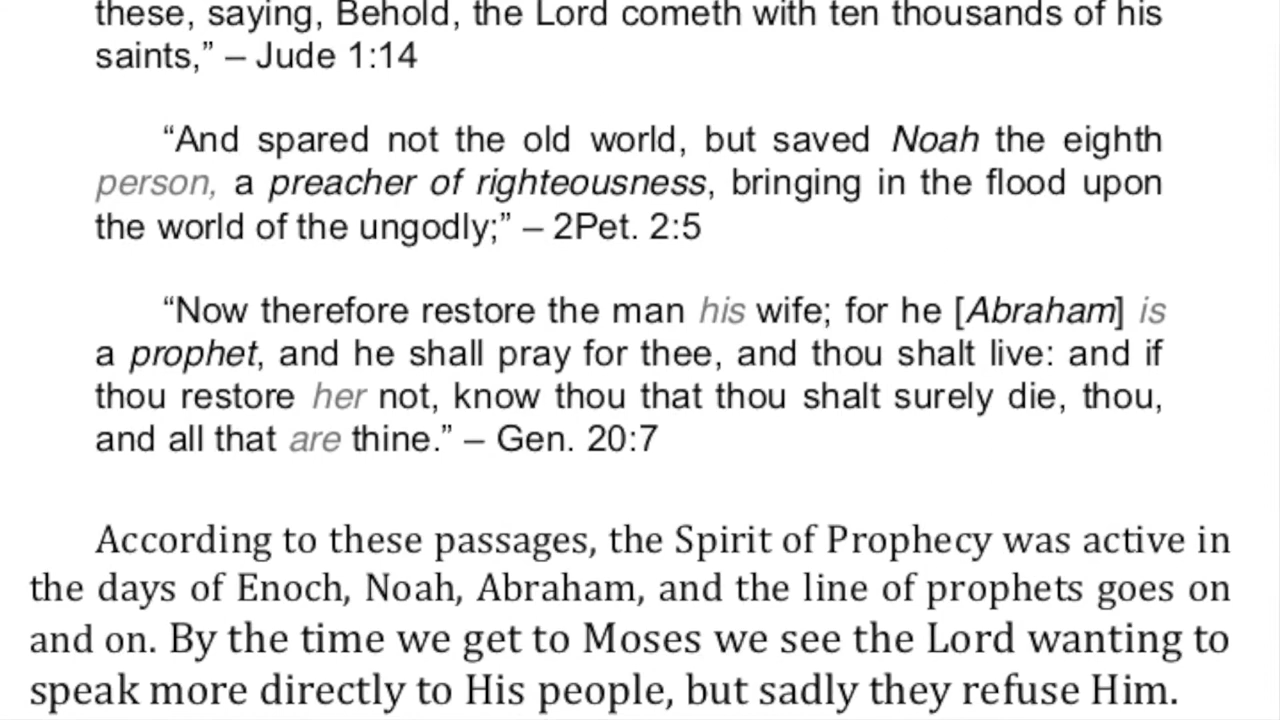 these, saying, Behold, the Lord cometh with ten thousands of his
saints,” – Jude 1:14
“And spared not the old world, but saved Noah the eighth
person, a preacher of righteousness, bringing in the flood upon
the world of the ungodly;” – 2Pet. 2:5
“Now therefore restore the man his wife; for he [Abraham] is
a prophet, and he shall pray for thee, and thou shalt live: and if
thou restore her not, know thou that thou shalt surely die, thou,
and all that are thine.” – Gen. 20:7
According to these passages, the Spirit of Prophecy was active in
the days of Enoch, Noah, Abraham, and the line of prophets goes on
and on. By the time we get to Moses we see the Lord wanting to
speak more directly to His people, but sadly they refuse Him.